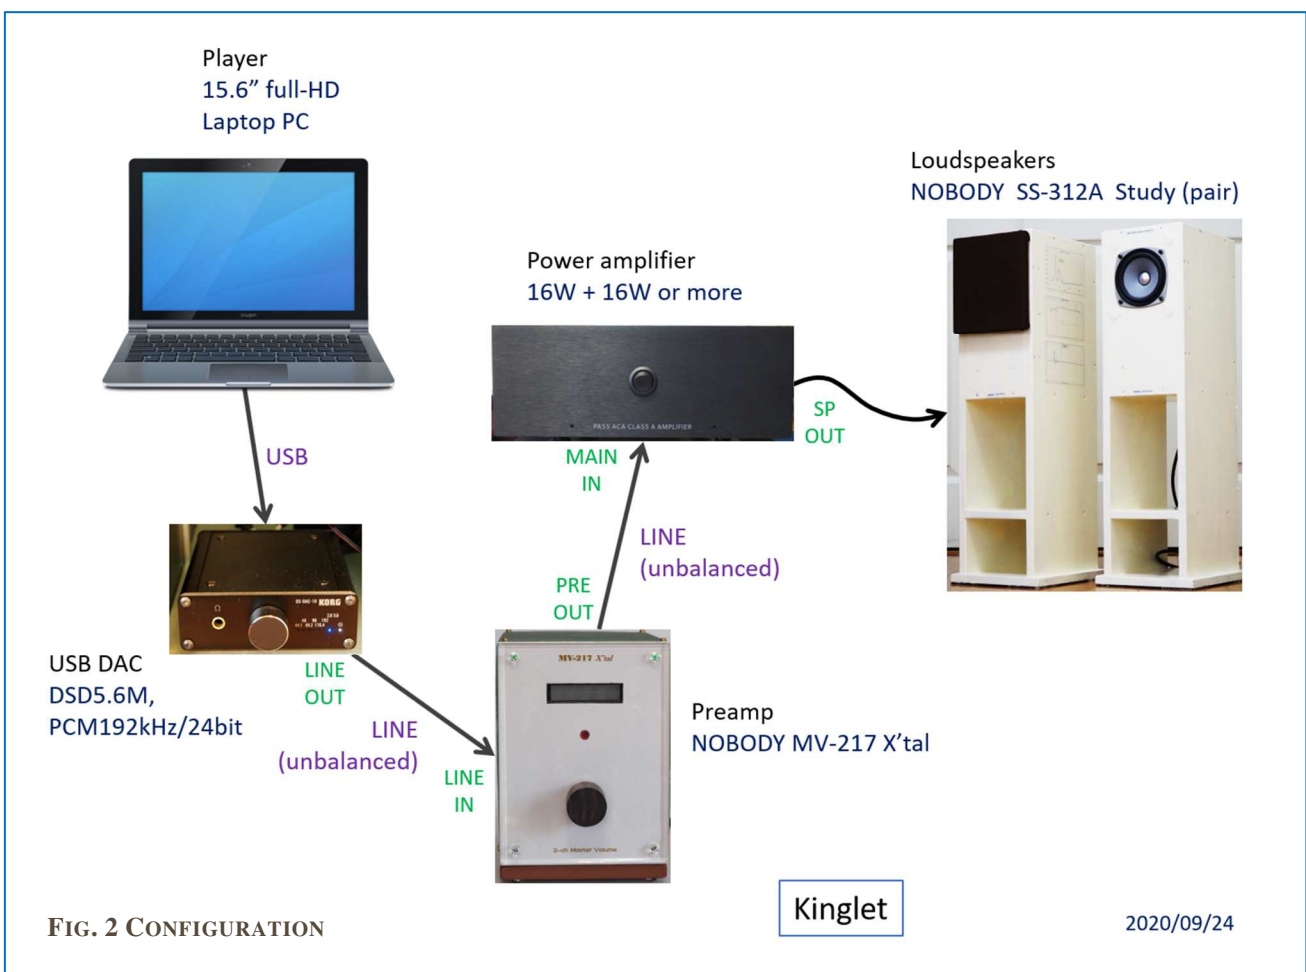 Player
15.6” full-HD
Laptop PC
Loudspeakers
NOBODY SS-312A Study (pair)
Power amplifier
16W + 16W or more
PASS ACA CLASS A AMPLIFIER
SP
OUT
MAIN
IN
USB
LINE
(unbalanced)
PRE
OUT
DS-DAC-10 KORG
USB DAC
DSD5.6M,
PCM192kHz/24bit
LINE
OUT
LINE
(unbalanced)
LINE
IN
MV-217 X'tal
2-ch Master Volume
Preamp
NOBODY MV-217 X’tal
Kinglet
FIG. 2 CONFIGURATION
2020/09/24